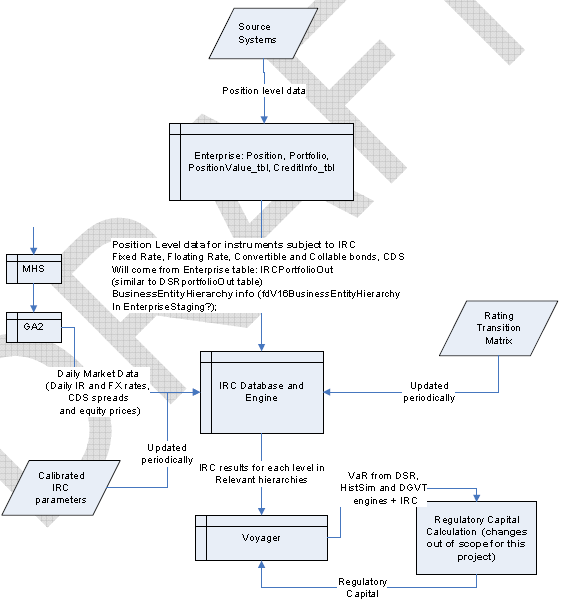 Source
Systems
Position level data
Enterprise: Position, Portfolio,
PositionValue_tbl, CreditInfo_tbl
Position Level data for instruments subject to IRC
Fixed Rate, Floating Rate, Convertible and Collable bonds, CDS
Will come from Enterprise table: IRCPortfolioOut
(similar to DSRportfolioOut table)
BusinessEntityHierarchy info (fdV16BusinessEntityHierarchy
In EnterpriseStaging?);
MHS
GA2
Rating
Transition
Matrix
Daily Market Data
(Daily IR and FX rates,
CDS spreads
and equity prices)
IRC Database and
Engine
Updated
periodically
Updated
periodically
Calibrated
IRC
parameters
IRC results for each level in
Relevant hierarchies
VaR from DSR,
HistSim and DGVT
engines + IRC
Voyager
Regulatory Capital
Calculation (changes
out of scope for this
project)
Regulatory
Capital
DRAFT